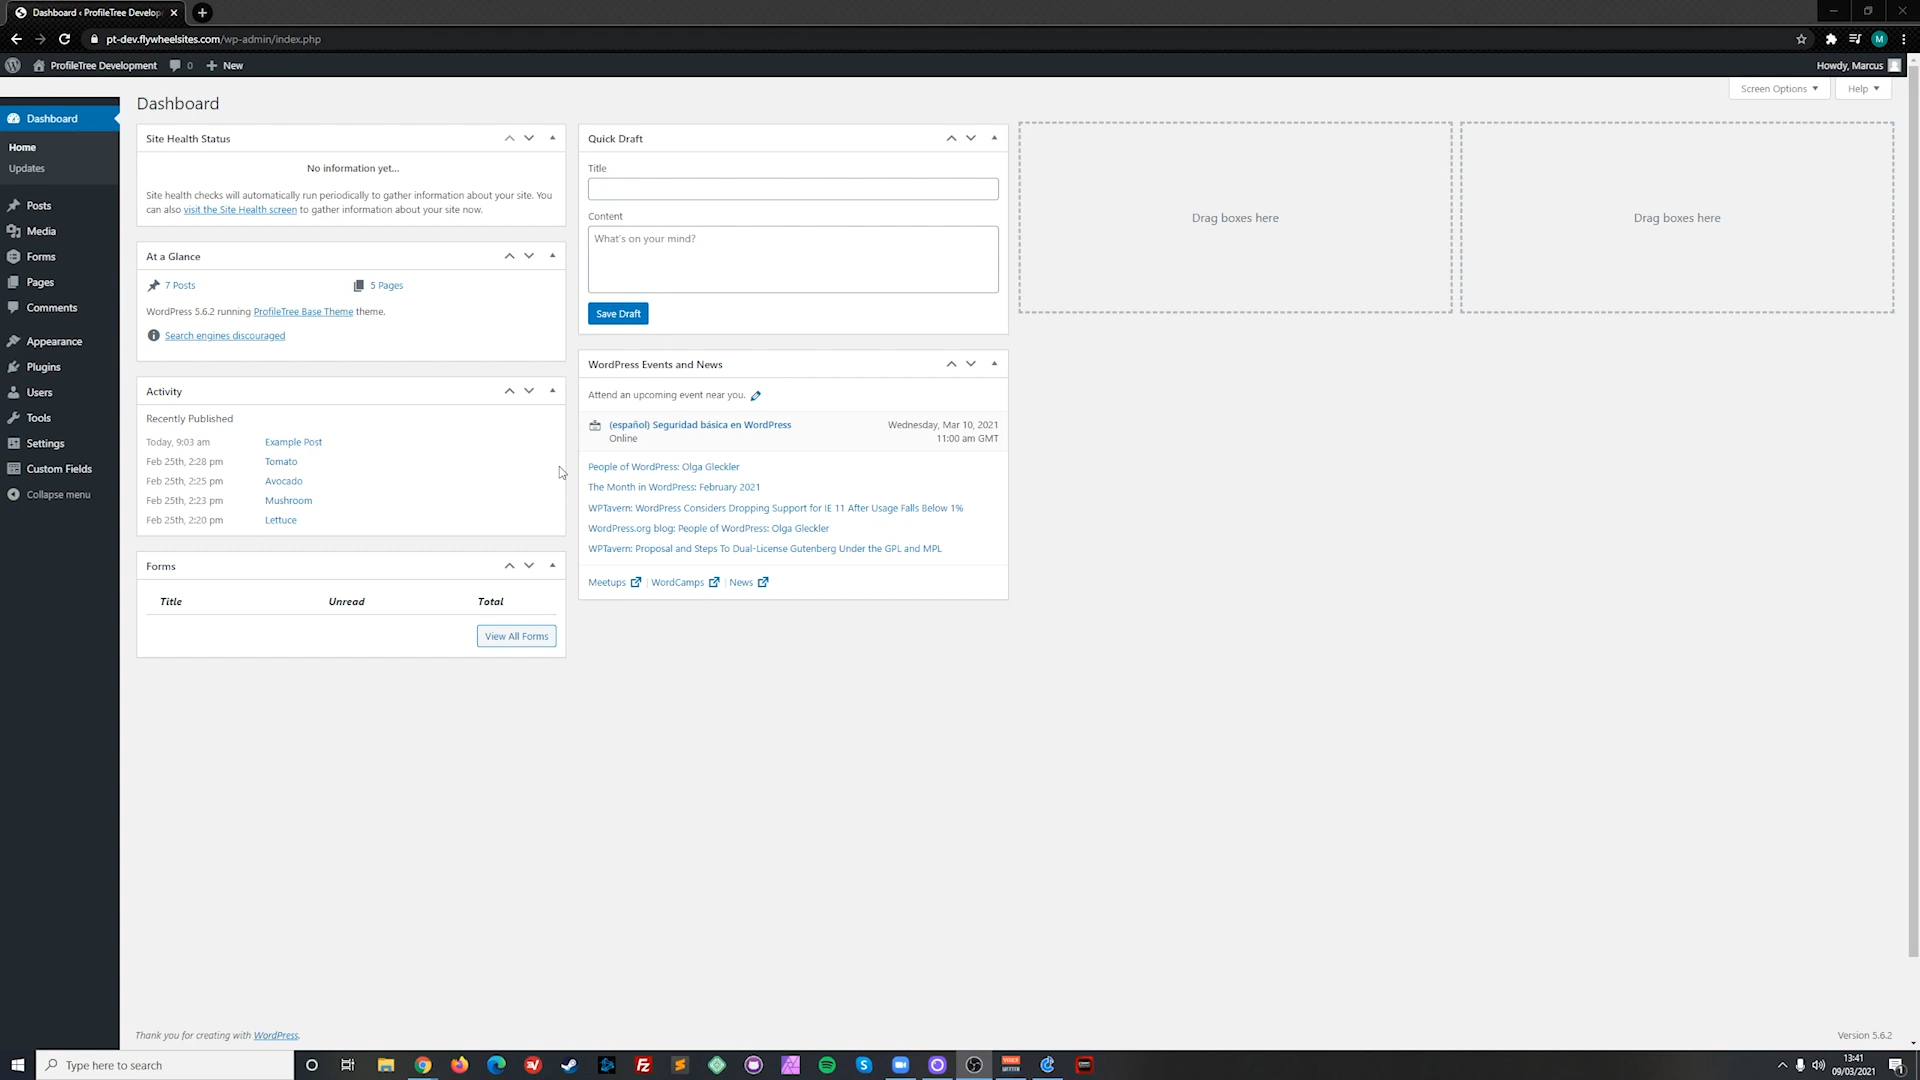 Dashboard ‹ ProfileTree Develop
pt-dev.flywheelsites.com/wp-admin/index.php
M
ProfileTree Development
0
New
Howdy, Marcus
Screen Options
Help
Dashboard
Home
Updates
Posts
Media
Forms
Pages
Comments
Appearance
Plugins
Users
Tools
Settings
Custom Fields
Collapse menu
Dashboard
Site Health Status
No information yet...
Site health checks will automatically run periodically to gather information about your site. You
can also visit the Site Health screen to gather information about your site now.
At a Glance
7 Posts
5 Pages
WordPress 5.6.2 running ProfileTree Base Theme theme.
Search engines discouraged
Activity
Recently Published
Today, 9:03 am Example Post
Feb 25th, 2:28 pm Tomato
Feb 25th, 2:25 pm Avocado
Feb 25th, 2:23 pm Mushroom
Feb 25th, 2:20 pm Lettuce
Forms
Title Unread Total
View All Forms
Quick Draft
Title
Content
What's on your mind?
Save Draft
WordPress Events and News
Attend an upcoming event near you.
(español) Seguridad básica en WordPress Wednesday, Mar 10, 2021
Online 11:00 am GMT
People of WordPress: Olga Gleckler
The Month in WordPress: February 2021
WPTavern: WordPress Considers Dropping Support for IE 11 After Usage Falls Below 1%
WordPress.org blog: People of WordPress: Olga Gleckler
WPTavern: Proposal and Steps To Dual-License Gutenberg Under the GPL and MPL
Meetups | WordCamps | News
Drag boxes here
Drag boxes here
Thank you for creating with WordPress.
Version 5.6.2
Type here to search
13:41
09/03/2021